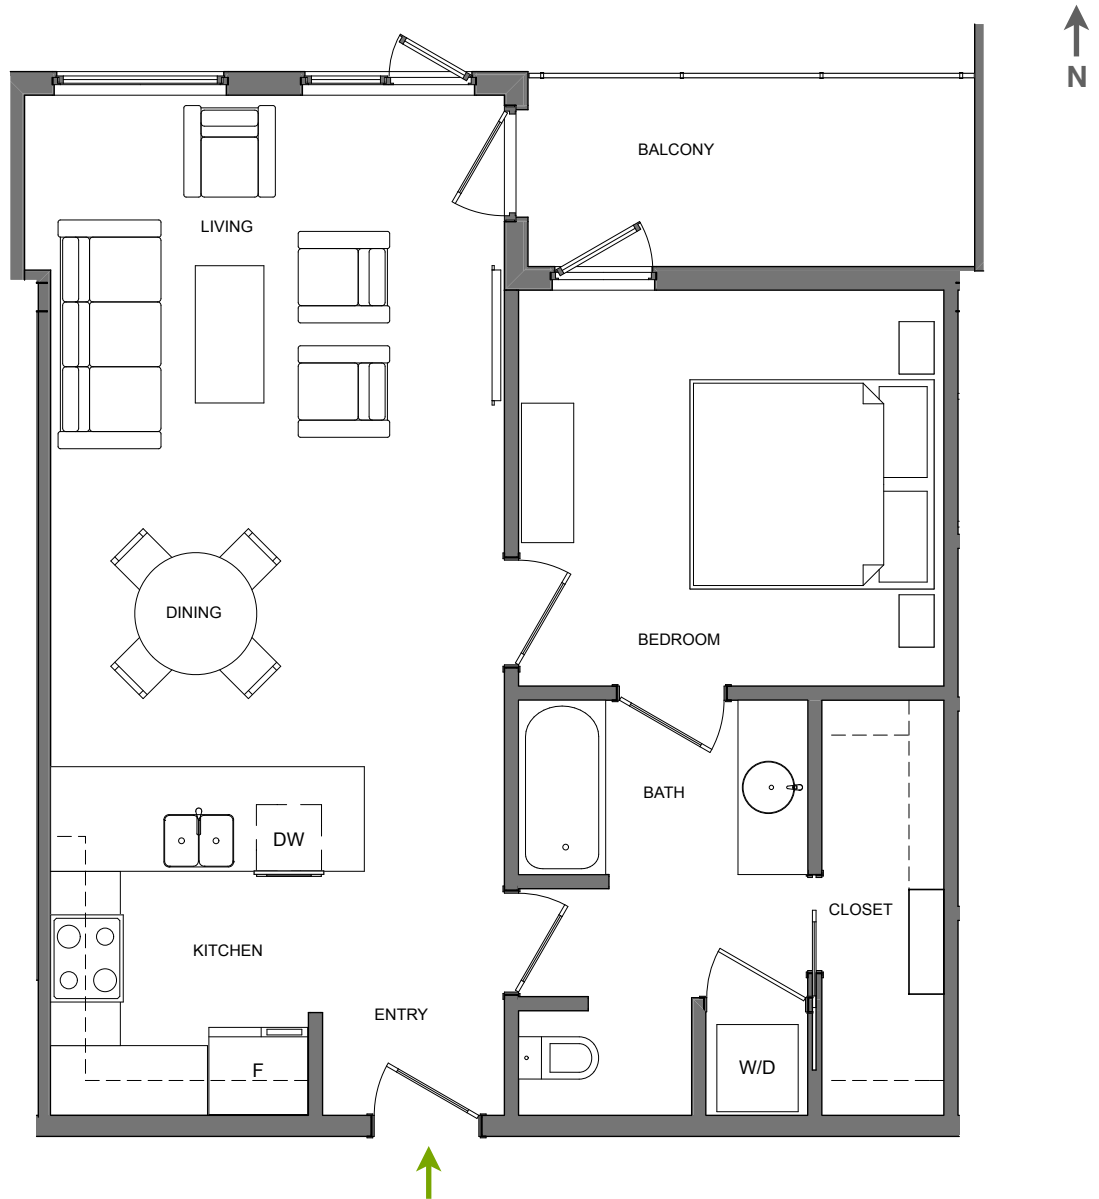 N
BALCONY
LIVING
DINING
BEDROOM
BATH
DW
CLOSET
KITCHEN
ENTRY
F
W/D